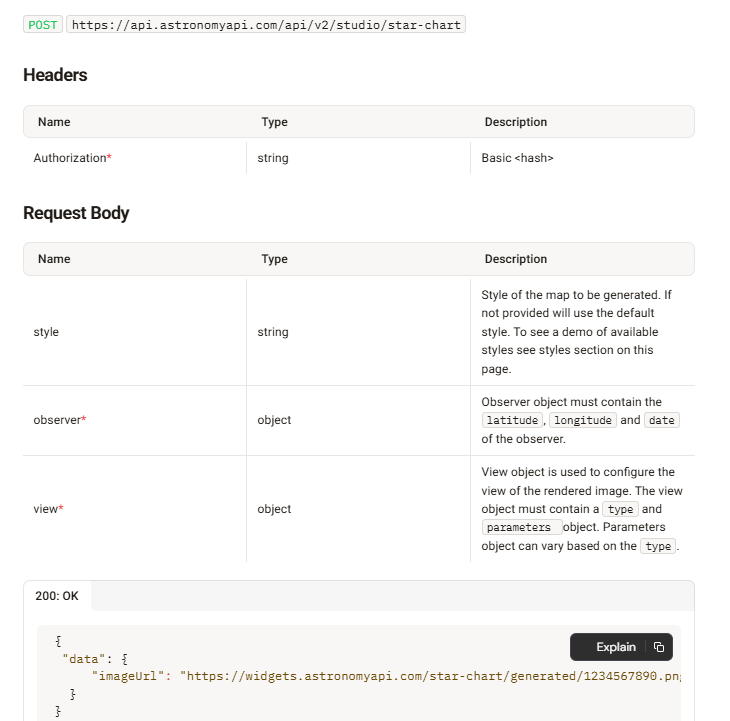 POST https://api.astronomyapi.com/api/v2/studio/star-chart
Headers
Name Type Description
Authorization* string Basic <hash>
Request Body
Name Type Description
Style of the map to be generated. If
not provided will use the default
style string style. To see a demo of available
styles see styles section on this
page.
Observer object must contain the
observer* object latitude, longitude and date
of the observer.
View object is used to configure the
view of the rendered image. The view
view* object object must contain a type and
parameters object. Parameters
object can vary based on the type.
200: OK
{
Explain
"data": {
"imageUrl": "https://widgets.astronomyapi.com/star-chart/generated/1234567890.png
}
}